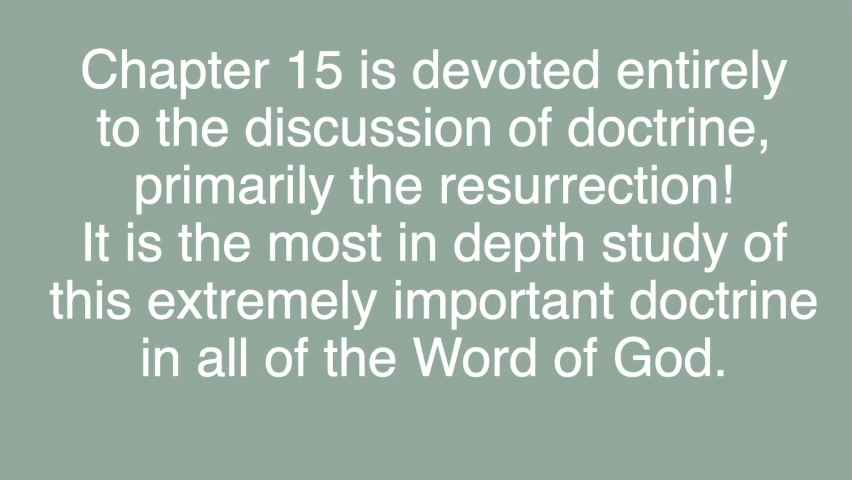 Chapter 15 is devoted entirely
to the discussion of doctrine,
primarily the resurrection!
It is the most in depth study of
this extremely important doctrine
in all of the Word of God.